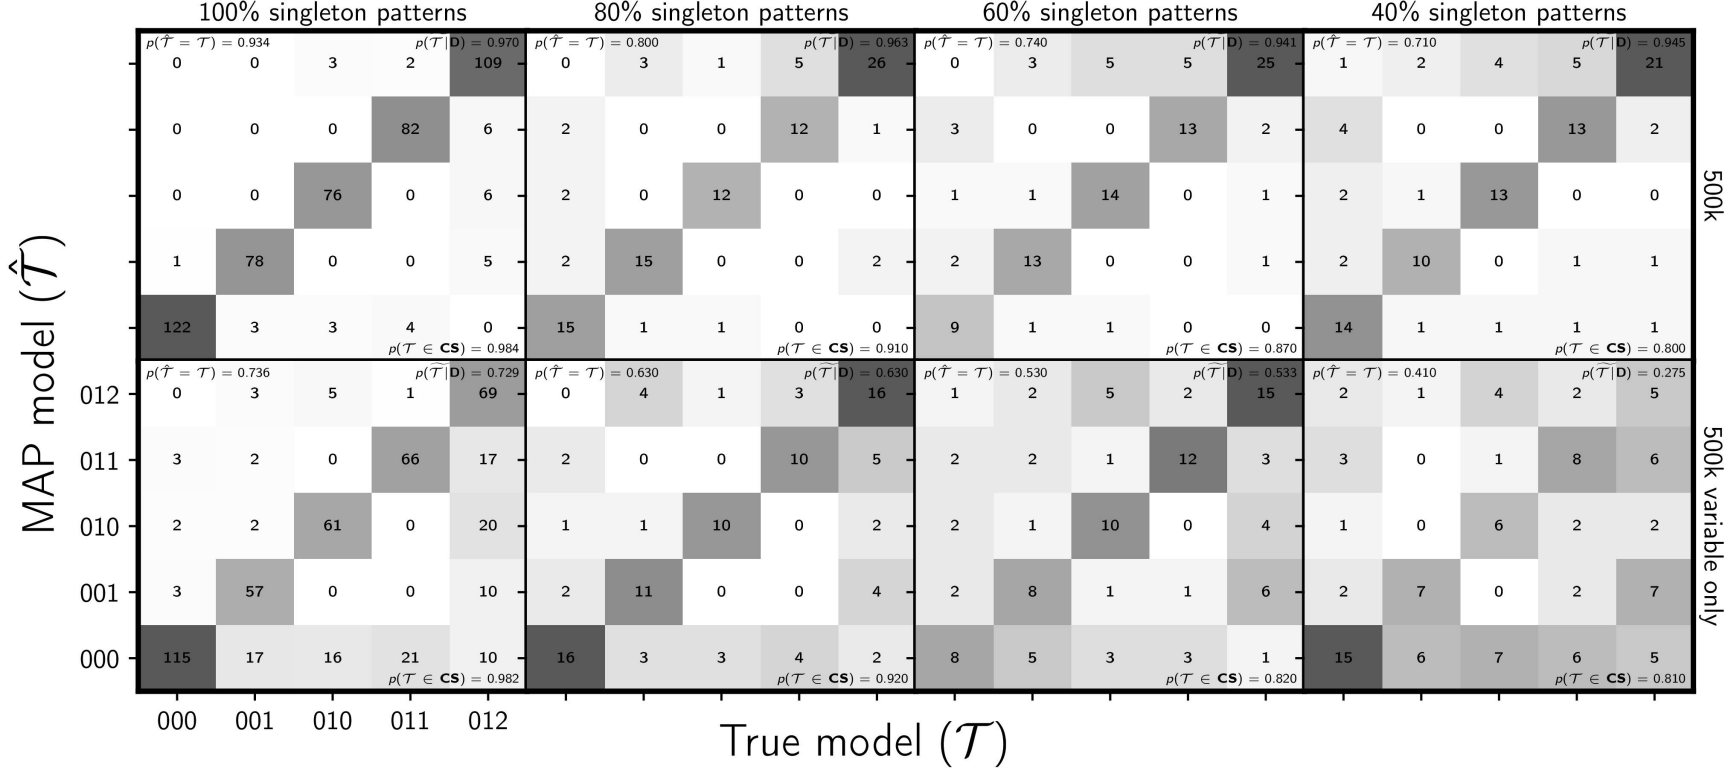 100% singleton patterns 80% singleton patterns 60% singleton patterns 40% singleton patterns
p(𝒯̂ = 𝒯) = 0.934 p(𝒯|D) = 0.970 p(𝒯̂ = 𝒯) = 0.800 p(𝒯|D) = 0.963 p(𝒯̂ = 𝒯) = 0.740 p(𝒯|D) = 0.941 p(𝒯̂ = 𝒯) = 0.710 p(𝒯|D) = 0.945
0 0 3 2 109 0 3 1 5 26 0 3 5 5 25 1 2 4 5 21
0 0 0 82 6 2 0 0 12 1 3 0 0 13 2 4 0 0 13 2
0 0 76 0 6 2 0 12 0 0 1 1 14 0 1 2 1 13 0 0
1 78 0 0 5 2 15 0 0 2 2 13 0 0 1 2 10 0 1 1
122 3 3 4 0 15 1 1 0 0 9 1 1 0 0 14 1 1 1 1
p(𝒯 ∈ CS) = 0.984 p(𝒯 ∈ CS) = 0.910 p(𝒯 ∈ CS) = 0.870 p(𝒯 ∈ CS) = 0.800
500k
p(𝒯̂ = 𝒯) = 0.736 p(𝒯|D) = 0.729 p(𝒯̂ = 𝒯) = 0.630 p(𝒯|D) = 0.630 p(𝒯̂ = 𝒯) = 0.530 p(𝒯|D) = 0.533 p(𝒯̂ = 𝒯) = 0.410 p(𝒯|D) = 0.275
012 0 3 5 1 69 0 4 1 3 16 1 2 5 2 15 2 1 4 2 5
011 3 2 0 66 17 2 0 0 10 5 2 2 1 12 3 3 0 1 8 6
010 2 2 61 0 20 1 1 10 0 2 2 1 10 0 4 1 0 6 2 2
001 3 57 0 0 10 2 11 0 0 4 2 8 1 1 6 2 7 0 2 7
000 115 17 16 21 10 16 3 3 4 2 8 5 3 3 1 15 6 7 6 5
p(𝒯 ∈ CS) = 0.982 p(𝒯 ∈ CS) = 0.920 p(𝒯 ∈ CS) = 0.820 p(𝒯 ∈ CS) = 0.810
500k variable only
MAP model (𝒯̂)
000 001 010 011 012
True model (𝒯)